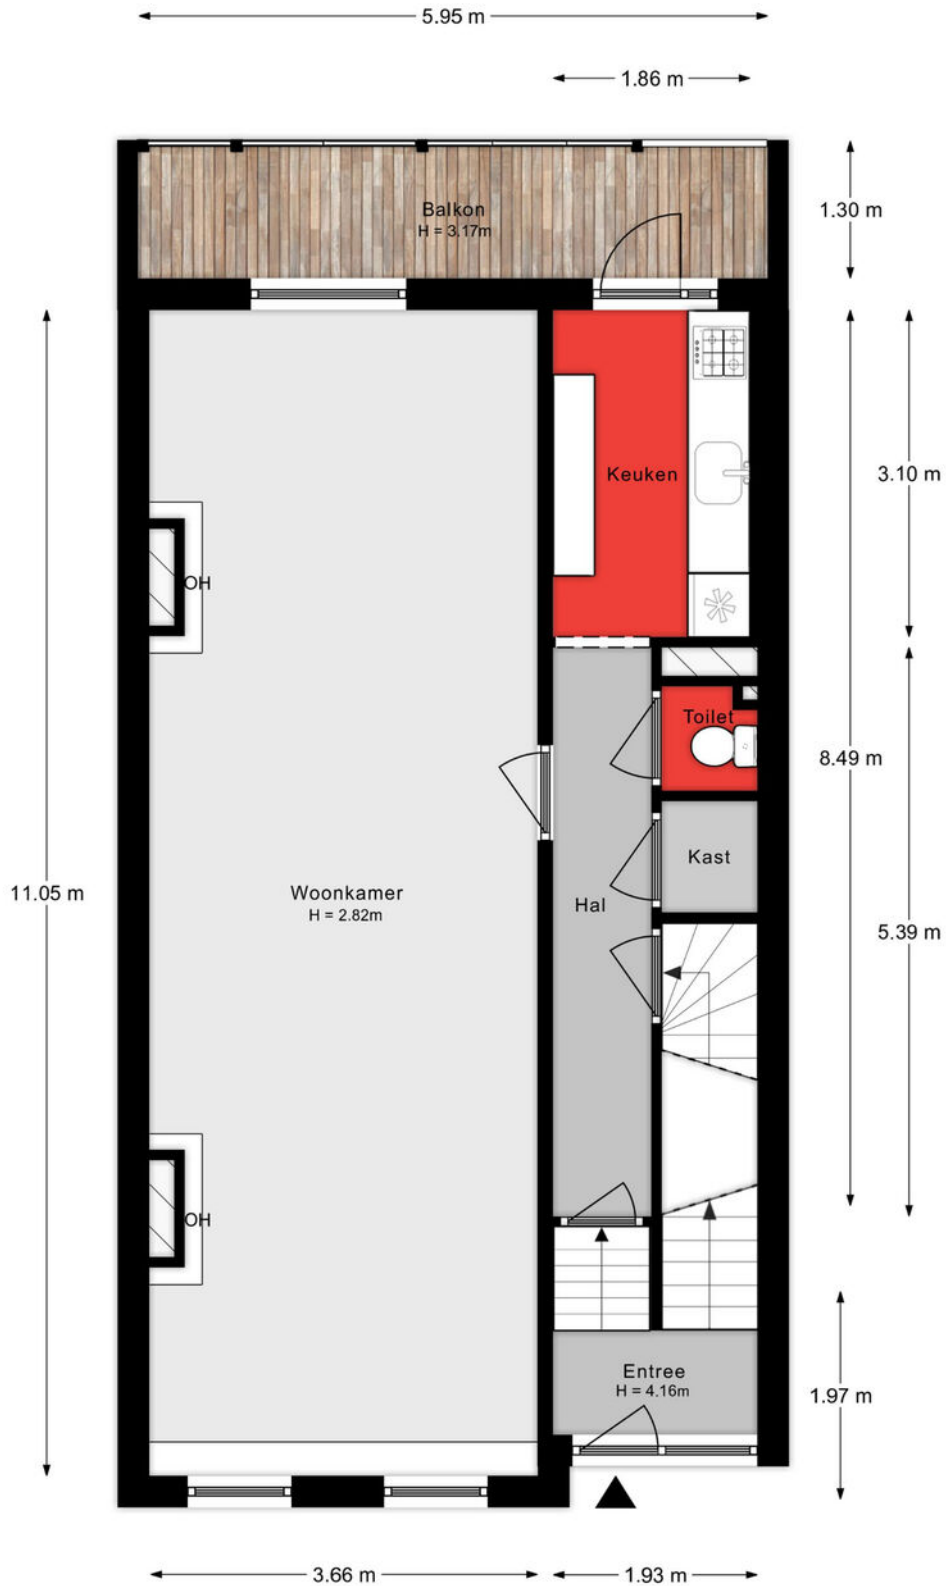 5.95 m
1.86 m
Balkon
H = 3.17m
1.30 m
Keuken
3.10 m
OH
Toilet
8.49 m
Kast
11.05 m
Woonkamer
H = 2.82m
Hal
5.39 m
OH
Entree
H = 4.16m
1.97 m
3.66 m
1.93 m